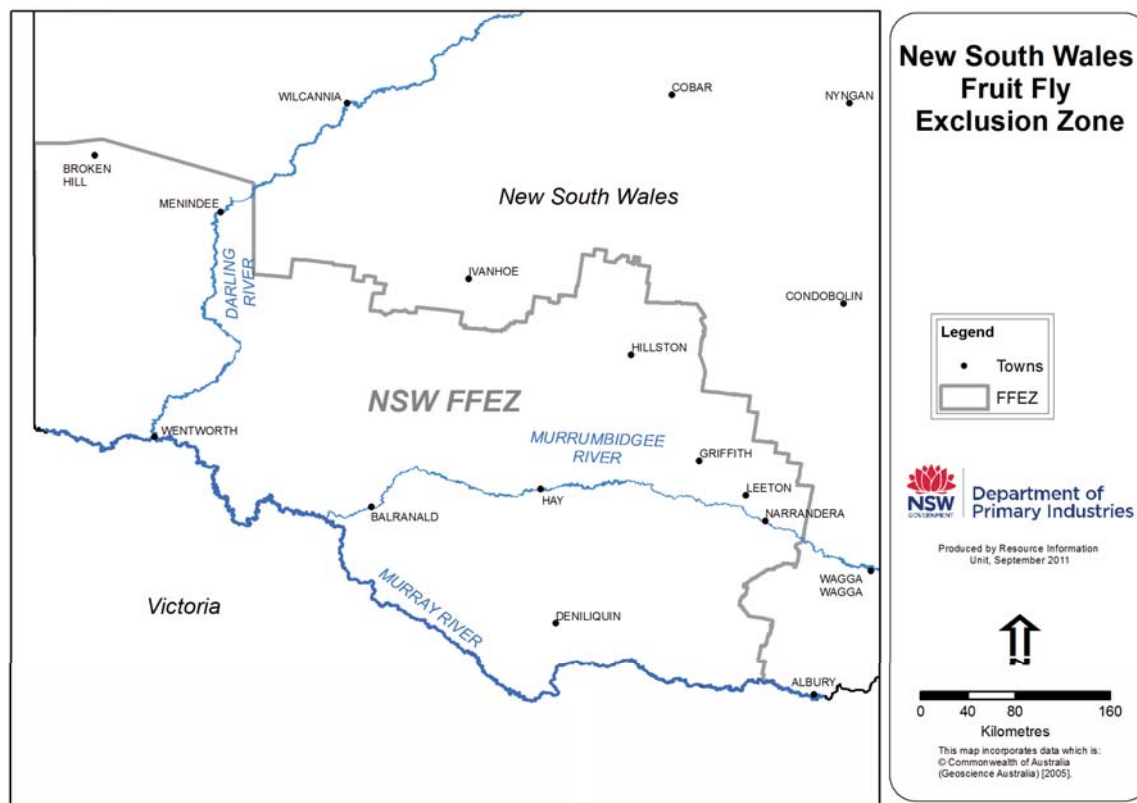 WILCANNIA
COBAR
NYNGAN
BROKEN
HILL
MENINDEE
New South Wales
DARLING
RIVER
IVANHOE
CONDOBOLIN
HILLSTON
NSW FFEZ
WENTWORTH
MURRUMBIDGEE
RIVER
GRIFFITH
HAY
LEETON
BALRANALD
NARRANDERA
WAGGA
WAGGA
Victoria
MURRAY RIVER
DENILIQUIN
ALBURY
New South Wales
Fruit Fly
Exclusion Zone
Legend
Towns
FFEZ
NSW
GOVERNMENT
Department of
Primary Industries
Produced by Resource Information
Unit, September 2011
N
0 40 80 160
Kilometres
This map incorporates data which is:
© Commonwealth of Australia
(Geoscience Australia) [2005].